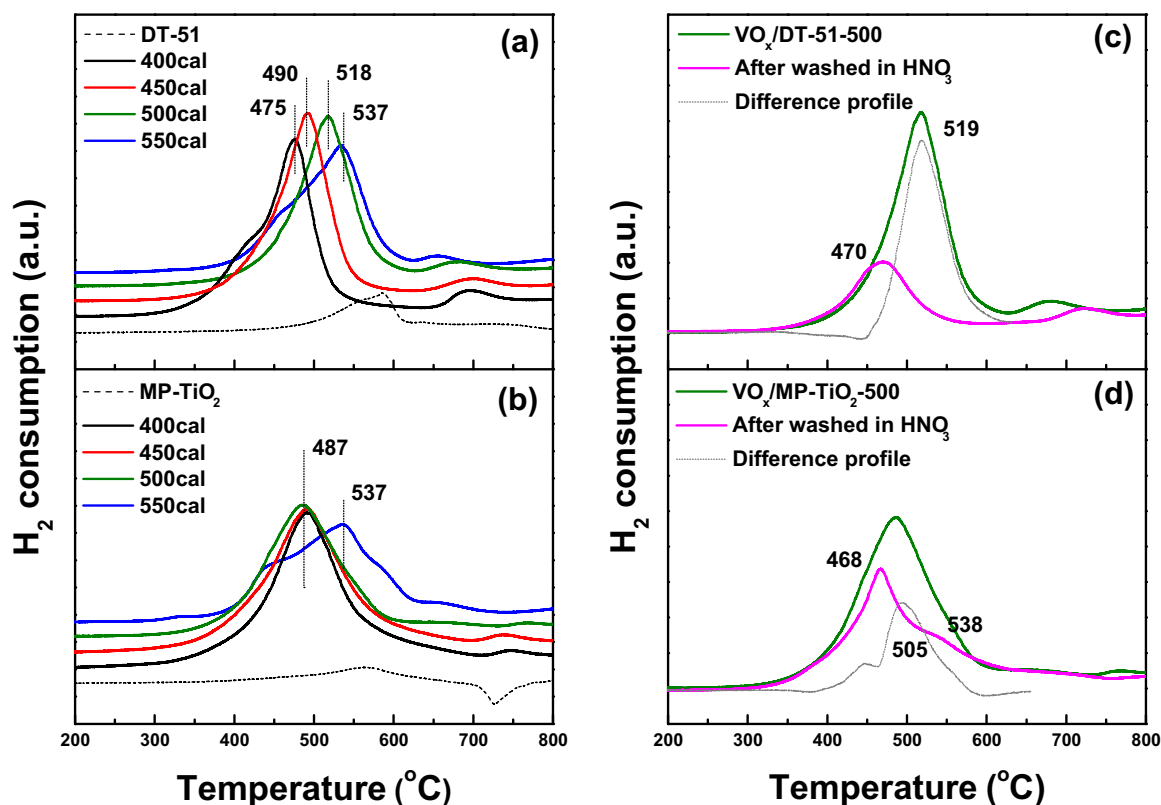 (a)
DT-51
400cal
450cal
500cal
550cal
490
518
475
537
(b)
MP-TiO₂
400cal
450cal
500cal
550cal
487
537
H₂ consumption (a.u.)
200 300 400 500 600 700 800
Temperature (°C)
(c)
VOₓ/DT-51-500
After washed in HNO₃
Difference profile
519
470
(d)
VOₓ/MP-TiO₂-500
After washed in HNO₃
Difference profile
468
538
505
H₂ consumption (a.u.)
200 300 400 500 600 700 800
Temperature (°C)